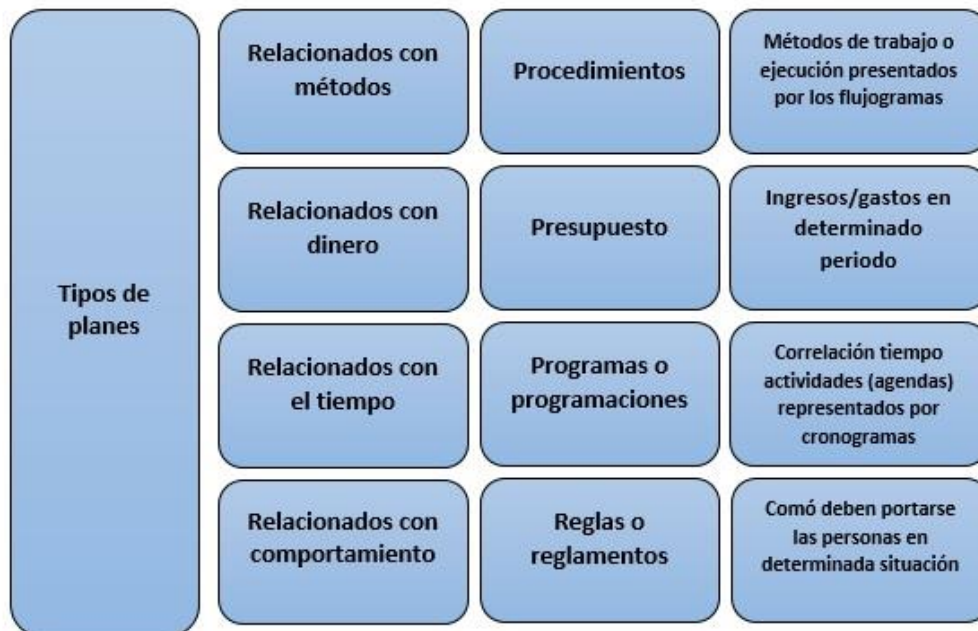 Tipos de
planes
Relacionados con
métodos
Procedimientos
Métodos de trabajo o
ejecución presentados
por los flujogramas
Relacionados con
dinero
Presupuesto
Ingresos/gastos en
determinado
periodo
Relacionados con
el tiempo
Programas o
programaciones
Correlación tiempo
actividades (agendas)
representados por
cronogramas
Relacionados con
comportamiento
Reglas o
reglamentos
Comó deben portarse
las personas en
determinada situación